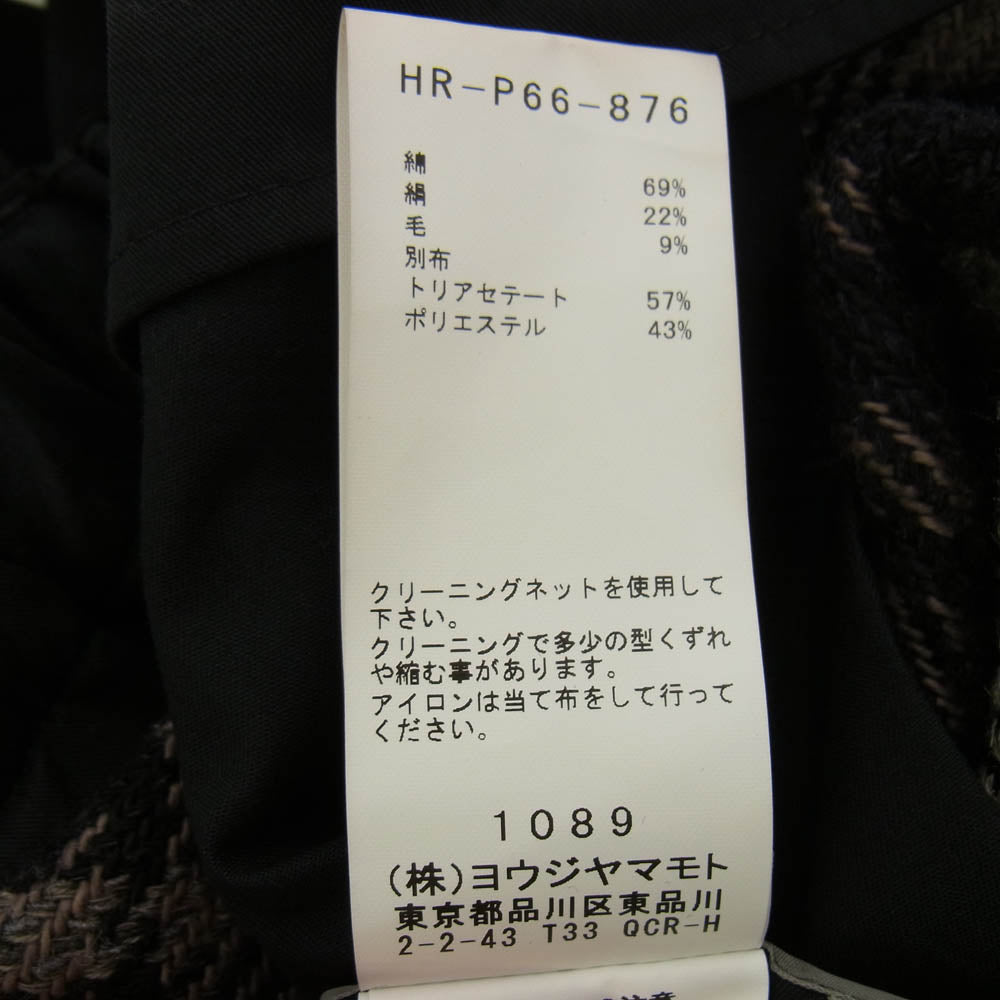 HR-P66-876
綿 69%
絹 22%
毛 9%
別布
トリアセテート 57%
ポリエステル 43%
クリーニングネットを使用して
下さい。
クリーニングで多少の型くずれ
や縮む事があります。
アイロンは当て布をして行って
ください。
1089
(株)ヨウジヤマモト
東京都品川区東品川
2-2-43 T33 QCR-H
注意